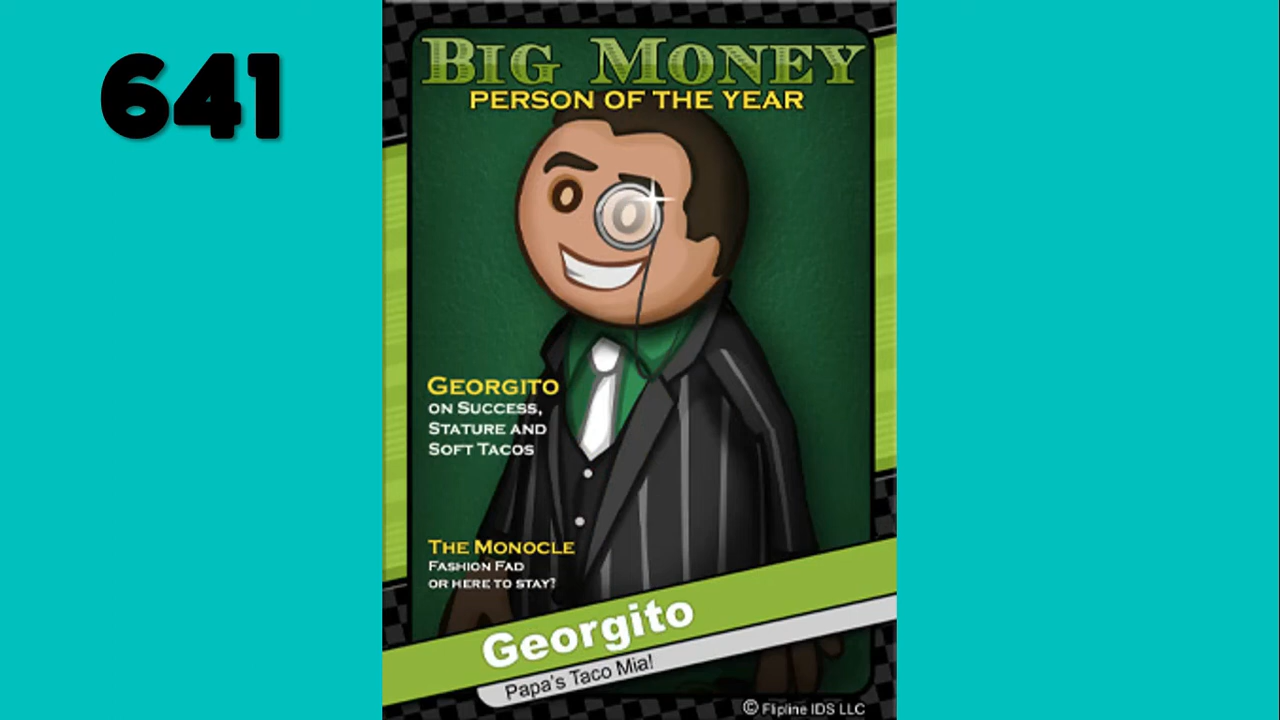 641
BIG MONEY
PERSON OF THE YEAR
GEORGITO
ON SUCCESS,
STATURE AND
SOFT TACOS
THE MONOCLE
FASHION FAD
OR HERE TO STAY?
Georgito
Papa's Taco Mia!
© Flipline IDS LLC